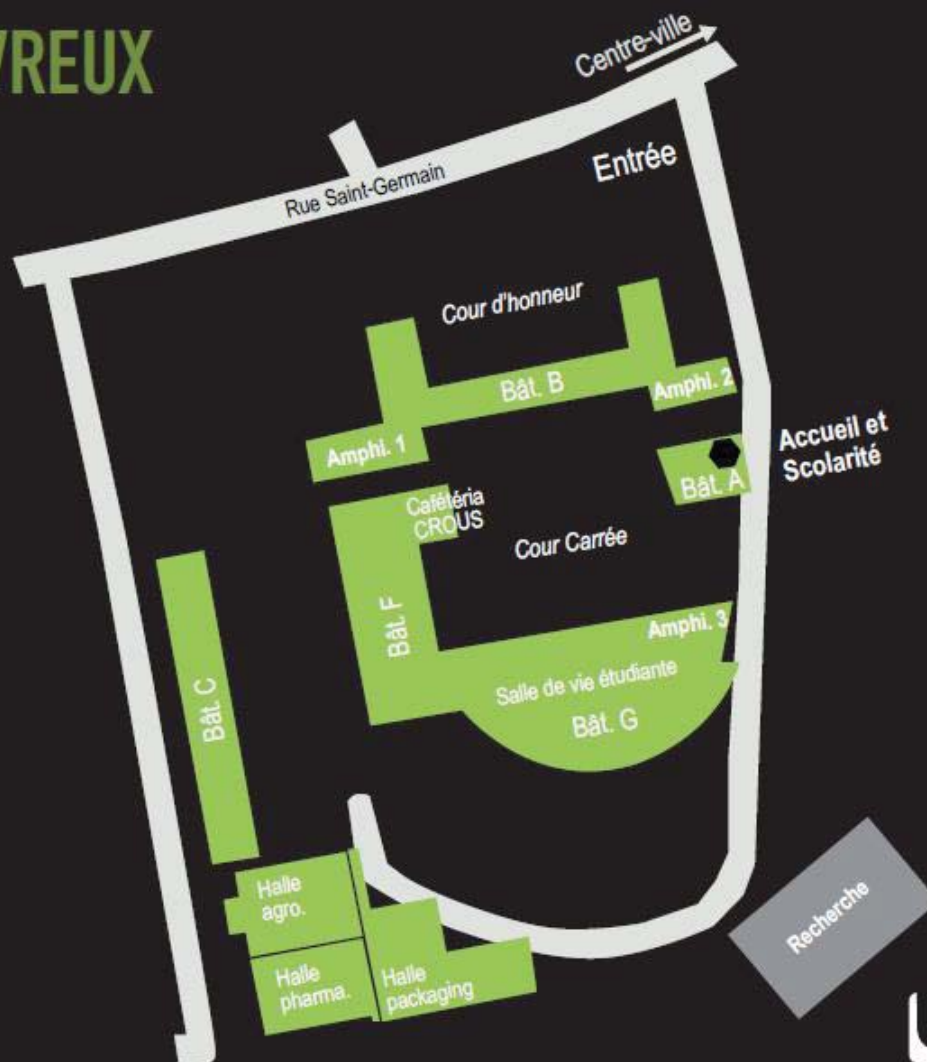 VREUX
Centre-ville
Entrée
Rue Saint-Germain
Cour d'honneur
Bât. B
Amphi. 2
Amphi. 1
Accueil et
Scolarité
Bât. A
Cafétéria
CROUS
Cour Carrée
Bât. F
Amphi. 3
Salle de vie étudiante
Bât. G
Bât. C
Halle
agro.
Recherche
Halle
pharma.
Halle
packaging